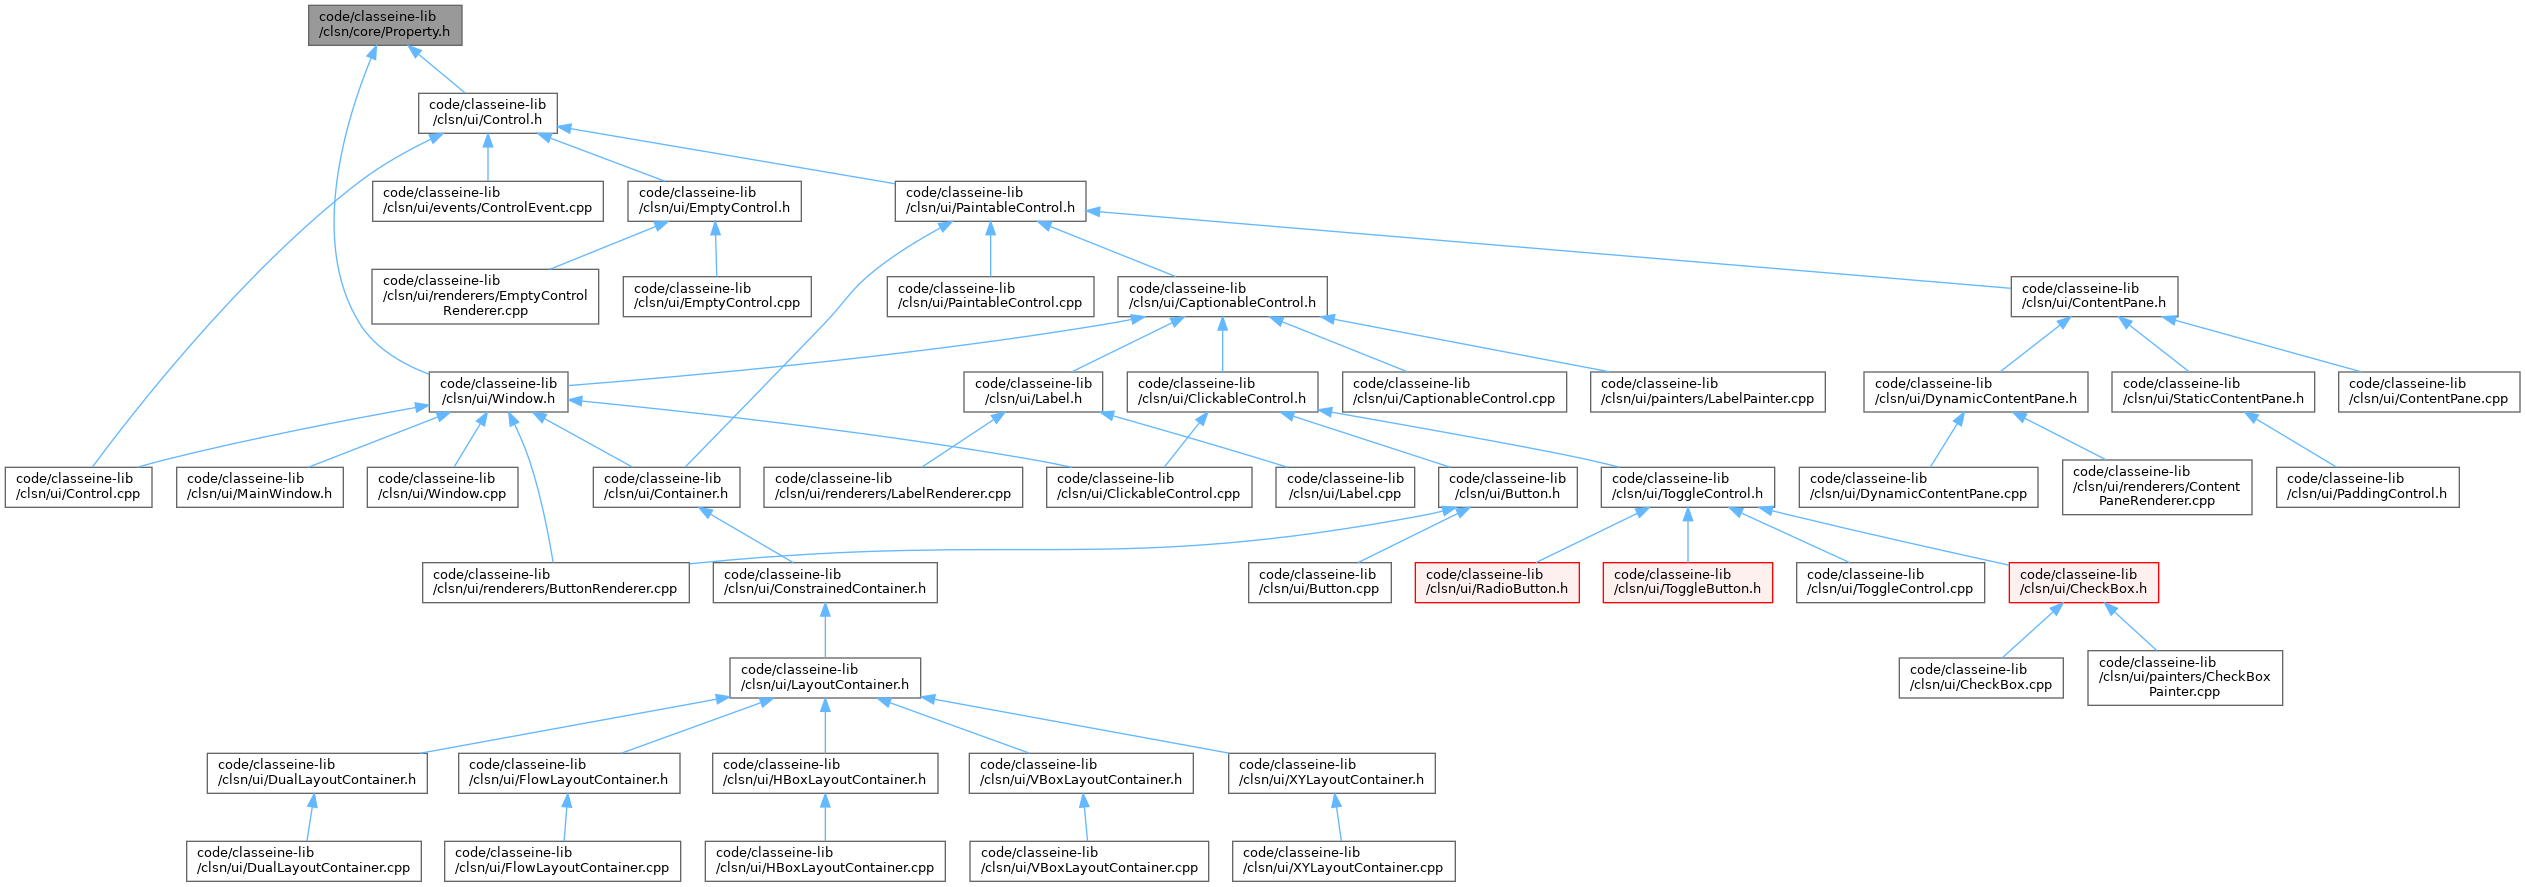 code/classeine-lib
/clsn/core/Property.h
code/classeine-lib
/clsn/ui/Control.h
code/classeine-lib
/clsn/ui/events/ControlEvent.cpp
code/classeine-lib
/clsn/ui/EmptyControl.h
code/classeine-lib
/clsn/ui/PaintableControl.h
code/classeine-lib
/clsn/ui/renderers/EmptyControl
Renderer.cpp
code/classeine-lib
/clsn/ui/EmptyControl.cpp
code/classeine-lib
/clsn/ui/PaintableControl.cpp
code/classeine-lib
/clsn/ui/CaptionableControl.h
code/classeine-lib
/clsn/ui/ContentPane.h
code/classeine-lib
/clsn/ui/Window.h
code/classeine-lib
/clsn/ui/Label.h
code/classeine-lib
/clsn/ui/ClickableControl.h
code/classeine-lib
/clsn/ui/CaptionableControl.cpp
code/classeine-lib
/clsn/ui/painters/LabelPainter.cpp
code/classeine-lib
/clsn/ui/DynamicContentPane.h
code/classeine-lib
/clsn/ui/StaticContentPane.h
code/classeine-lib
/clsn/ui/ContentPane.cpp
code/classeine-lib
/clsn/ui/Control.cpp
code/classeine-lib
/clsn/ui/MainWindow.h
code/classeine-lib
/clsn/ui/Window.cpp
code/classeine-lib
/clsn/ui/Container.h
code/classeine-lib
/clsn/ui/renderers/LabelRenderer.cpp
code/classeine-lib
/clsn/ui/ClickableControl.cpp
code/classeine-lib
/clsn/ui/Label.cpp
code/classeine-lib
/clsn/ui/Button.h
code/classeine-lib
/clsn/ui/ToggleControl.h
code/classeine-lib
/clsn/ui/DynamicContentPane.cpp
code/classeine-lib
/clsn/ui/renderers/Content
PaneRenderer.cpp
code/classeine-lib
/clsn/ui/PaddingControl.h
code/classeine-lib
/clsn/ui/renderers/ButtonRenderer.cpp
code/classeine-lib
/clsn/ui/ConstrainedContainer.h
code/classeine-lib
/clsn/ui/Button.cpp
code/classeine-lib
/clsn/ui/RadioButton.h
code/classeine-lib
/clsn/ui/ToggleButton.h
code/classeine-lib
/clsn/ui/ToggleControl.cpp
code/classeine-lib
/clsn/ui/CheckBox.h
code/classeine-lib
/clsn/ui/LayoutContainer.h
code/classeine-lib
/clsn/ui/CheckBox.cpp
code/classeine-lib
/clsn/ui/painters/CheckBox
Painter.cpp
code/classeine-lib
/clsn/ui/DualLayoutContainer.h
code/classeine-lib
/clsn/ui/FlowLayoutContainer.h
code/classeine-lib
/clsn/ui/HBoxLayoutContainer.h
code/classeine-lib
/clsn/ui/VBoxLayoutContainer.h
code/classeine-lib
/clsn/ui/XYLayoutContainer.h
code/classeine-lib
/clsn/ui/DualLayoutContainer.cpp
code/classeine-lib
/clsn/ui/FlowLayoutContainer.cpp
code/classeine-lib
/clsn/ui/HBoxLayoutContainer.cpp
code/classeine-lib
/clsn/ui/VBoxLayoutContainer.cpp
code/classeine-lib
/clsn/ui/XYLayoutContainer.cpp